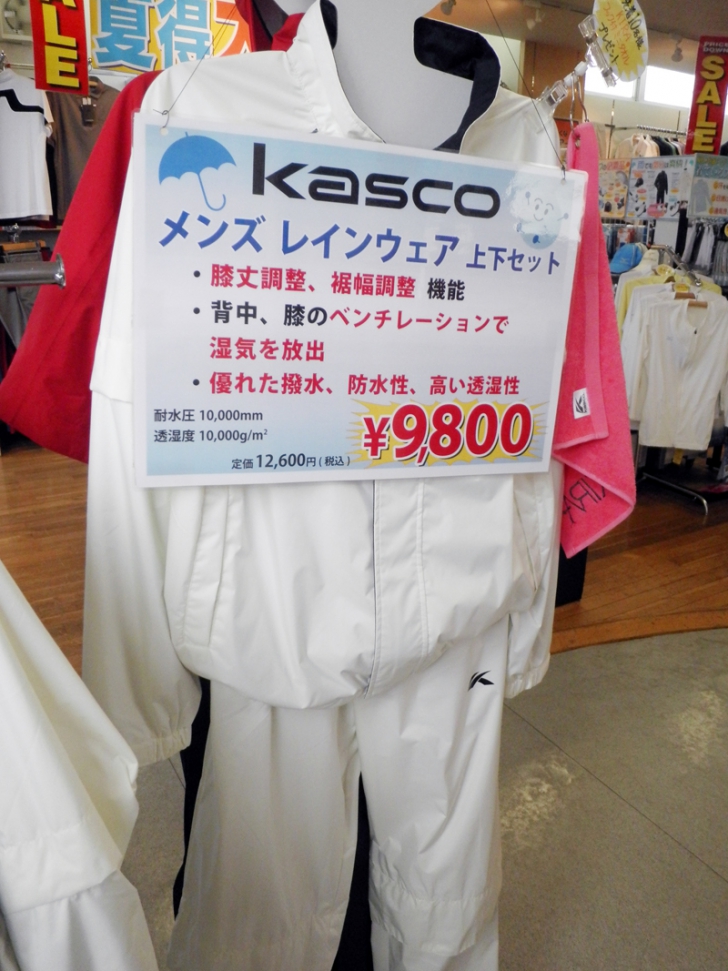 SALE
夏得
SALE
kasco
メンズ レインウェア 上下セット
・膝丈調整、裾幅調整 機能
・背中、膝のベンチレーションで
湿気を放出
・優れた撥水、防水性、高い透湿性
耐水圧 10,000mm
透湿度 10,000g/m²
¥9,800
定価 12,600円 (税込)